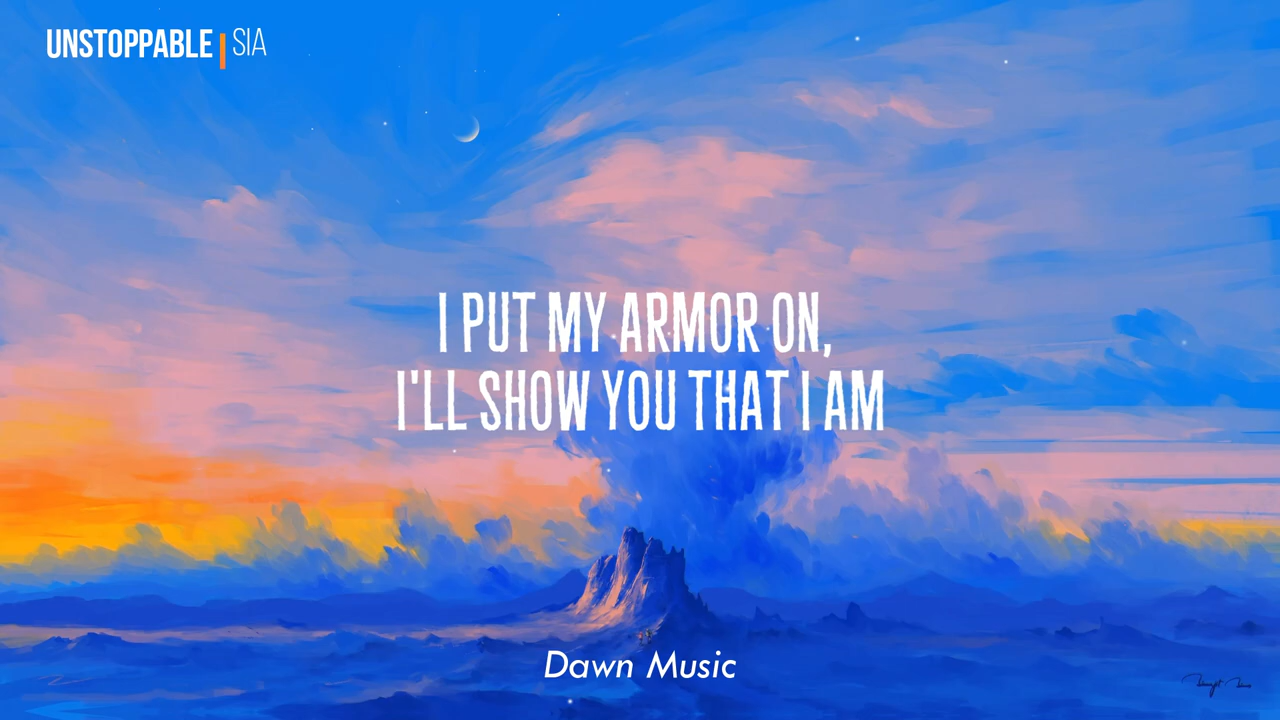 UNSTOPPABLE | SIA
I PUT MY ARMOR ON,
I'LL SHOW YOU THAT I AM
Dawn Music